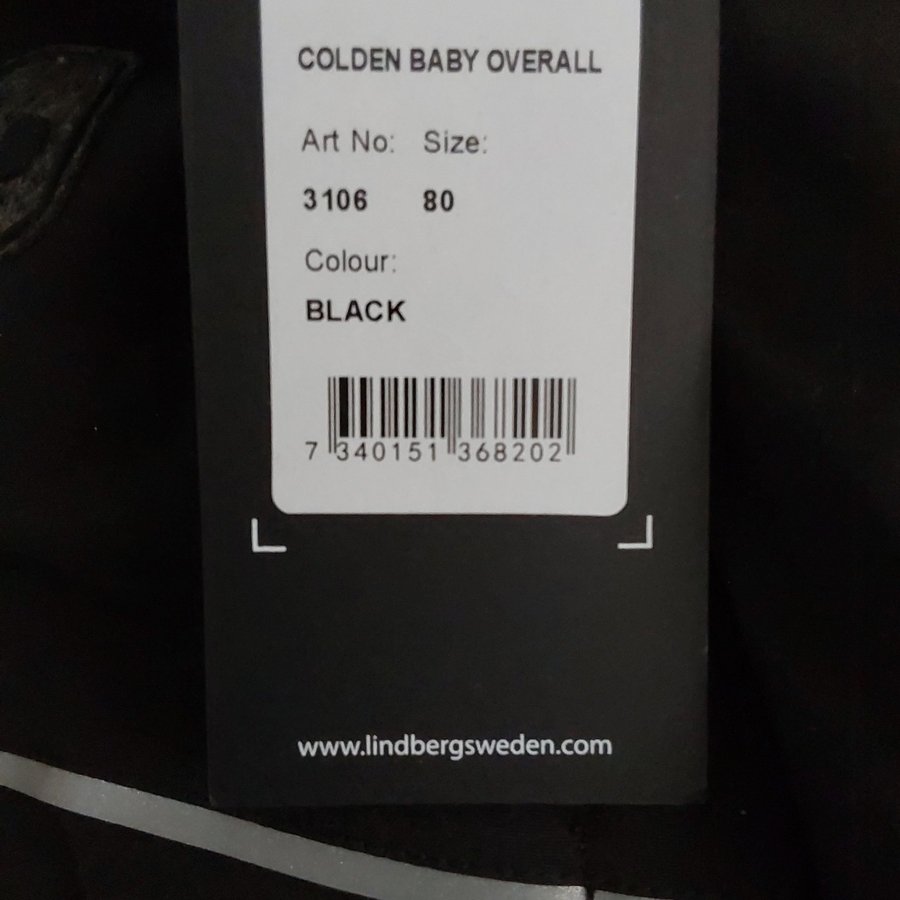 COLDEN BABY OVERALL
Art No: Size:
3106 80
Colour:
BLACK
7 340151 368202
www.lindbergsweden.com